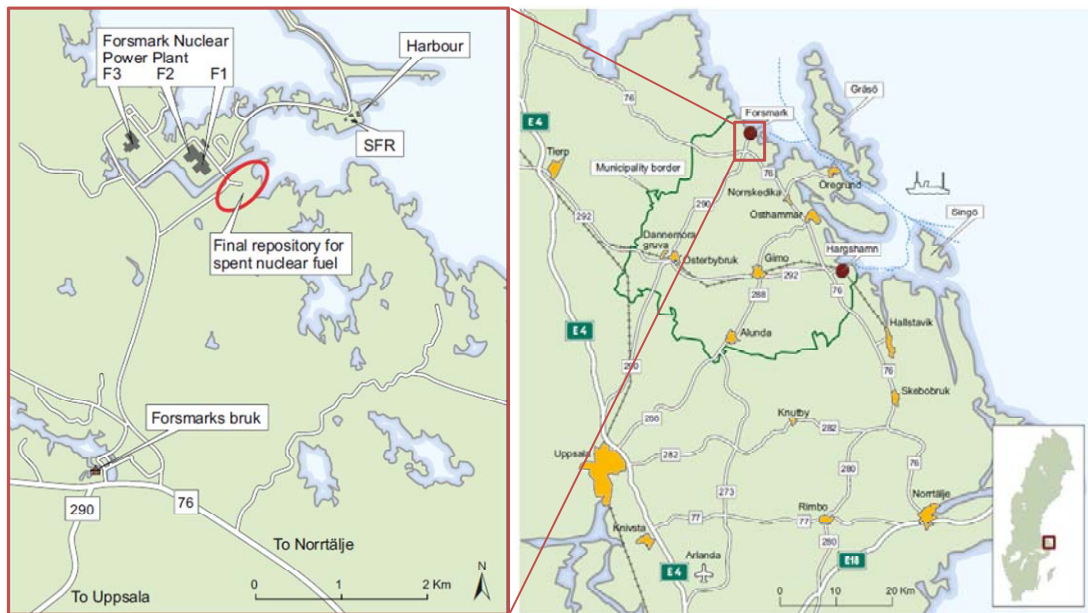 Forsmark Nuclear
Power Plant
F3 F2 F1
Harbour
SFR
Final repository for
spent nuclear fuel
Forsmarks bruk
290
76
To Norrtälje
To Uppsala
0 1 2 Km
N
E4
76
Forsmark
Gräsö
Tierp
Municipality border
76
Öregrund
Norrskedika
Östhammar
290
292
Singö
Dannemora
gruva
Österbybruk
Gimo
Hargshamn
292
76
288
E4
Hallstavik
Alunda
290
76
Skebobruk
Knutby
288
282
Uppsala
282
280
76
273
Norrtälje
Rimbo
77
77
Knivsta
280
Arlanda
E18
E4
0 10 20 Km